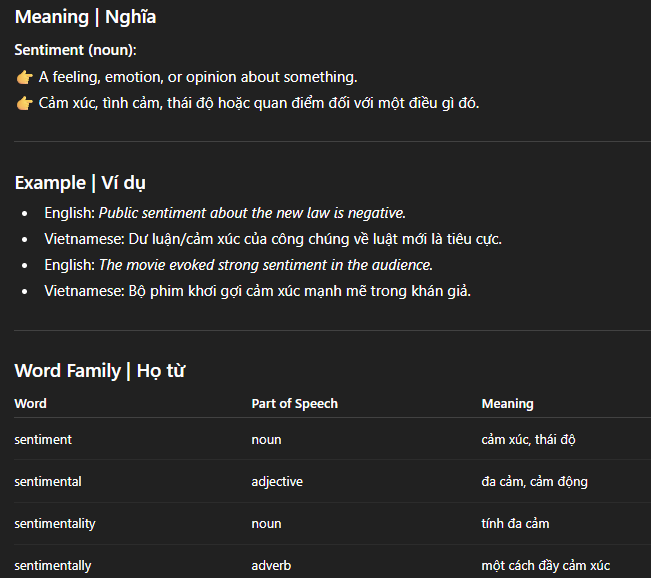 Meaning | Nghĩa
Sentiment (noun):
👉 A feeling, emotion, or opinion about something.
👉 Cảm xúc, tình cảm, thái độ hoặc quan điểm đối với một điều gì đó.
Example | Ví dụ
• English: Public sentiment about the new law is negative.
• Vietnamese: Dư luận/cảm xúc của công chúng về luật mới là tiêu cực.
• English: The movie evoked strong sentiment in the audience.
• Vietnamese: Bộ phim khơi gợi cảm xúc mạnh mẽ trong khán giả.
Word Family | Họ từ
Word Part of Speech Meaning
sentiment noun cảm xúc, thái độ
sentimental adjective đa cảm, cảm động
sentimentality noun tính đa cảm
sentimentally adverb một cách đầy cảm xúc